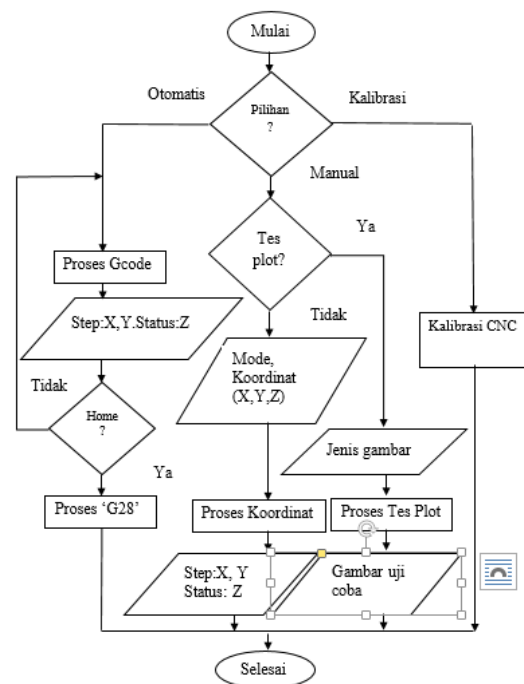 Mulai
Otomatis
Pilihan
?
Kalibrasi
Manual
Tes
plot?
Ya
Proses Gcode
Step:X,Y.Status:Z
Tidak
Kalibrasi CNC
Mode,
Koordinat
(X,Y,Z)
Tidak
Home
?
Jenis gambar
Ya
Proses ‘G28’
Proses Koordinat
Proses Tes Plot
Step:X, Y
Status: Z
Gambar uji
coba
Selesai